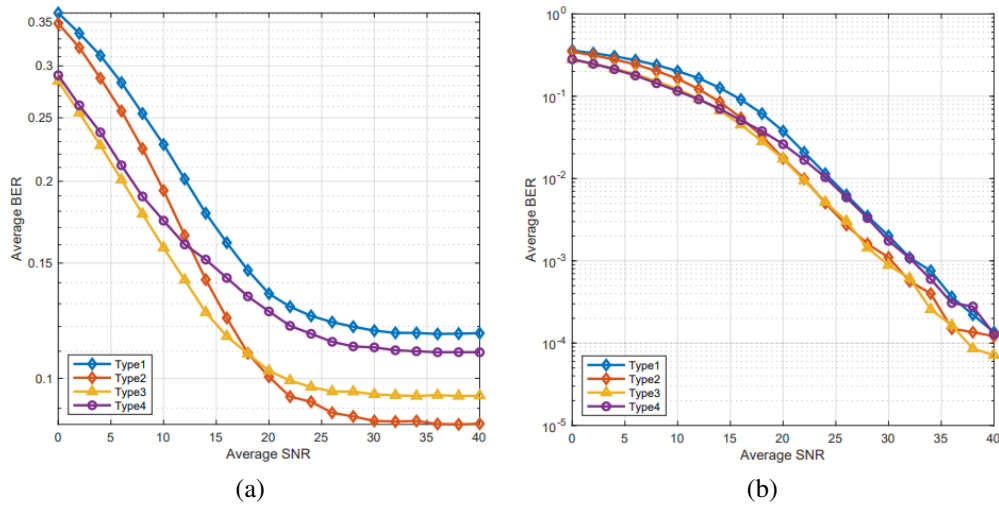 0.35
0.3
0.25
0.2
0.15
0.1
Average BER
0 5 10 15 20 25 30 35 40
Average SNR
Type1
Type2
Type3
Type4
(a)
10^0
10^-1
10^-2
10^-3
10^-4
10^-5
Average BER
0 5 10 15 20 25 30 35 40
Average SNR
Type1
Type2
Type3
Type4
(b)